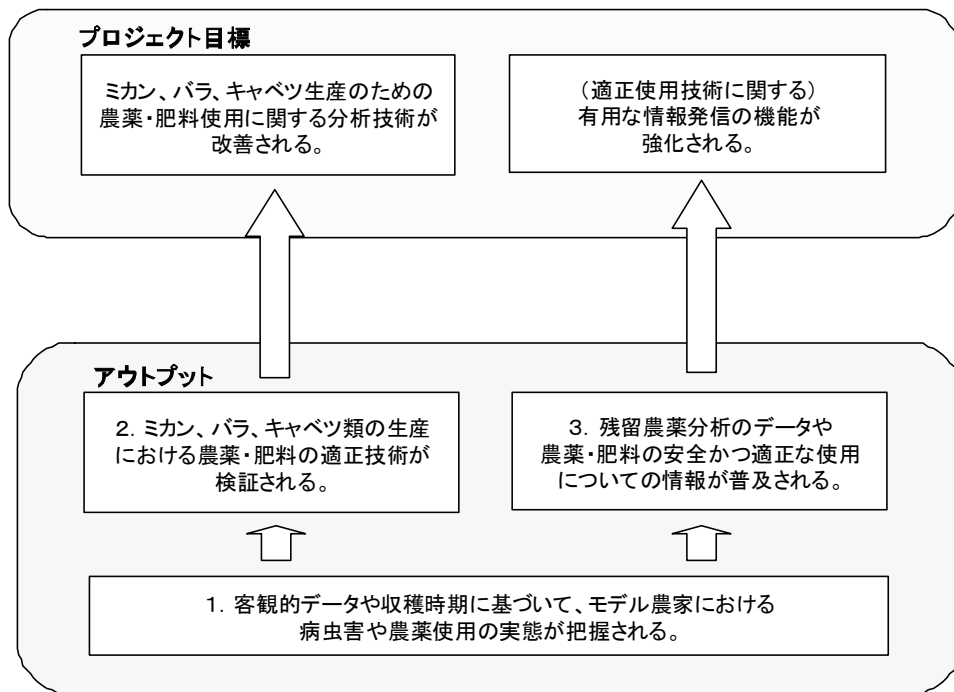 プロジェクト目標
ミカン、バラ、キャベツ生産のための
農薬・肥料使用に関する分析技術が
改善される。
（適正使用技術に関する）
有用な情報発信の機能が
強化される。
アウトプット
２．ミカン、バラ、キャベツ類の生産
における農薬・肥料の適正技術が
検証される。
３．残留農薬分析のデータや
農薬・肥料の安全かつ適正な使用
についての情報が普及される。
１．客観的データや収穫時期に基づいて、モデル農家における
病虫害や農薬使用の実態が把握される。